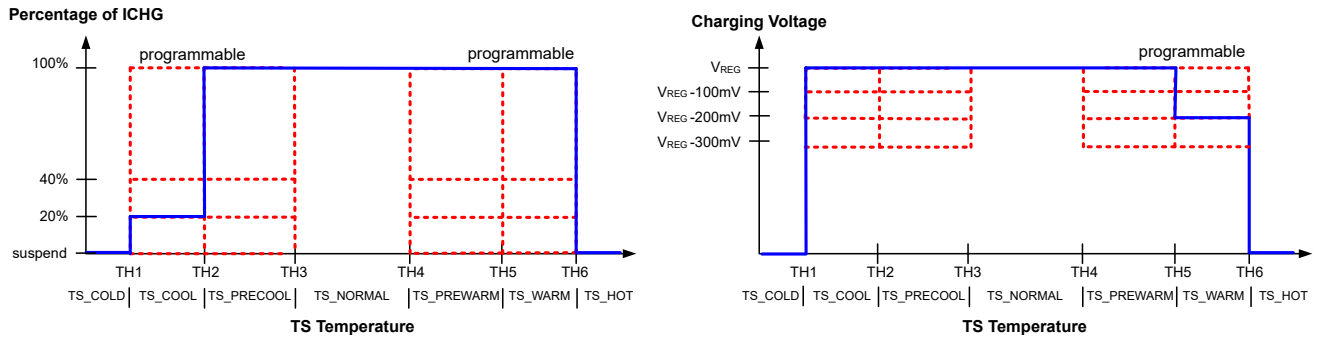 Percentage of ICHG
programmable
programmable
100%
40%
20%
suspend
TH1 TH2 TH3 TH4 TH5 TH6
TS_COLD TS_COOL TS_PRECOOL TS_NORMAL TS_PREWARM TS_WARM TS_HOT
TS Temperature
Charging Voltage
programmable
VREG
VREG-100mV
VREG-200mV
VREG-300mV
TH1 TH2 TH3 TH4 TH5 TH6
TS_COLD TS_COOL TS_PRECOOL TS_NORMAL TS_PREWARM TS_WARM TS_HOT
TS Temperature